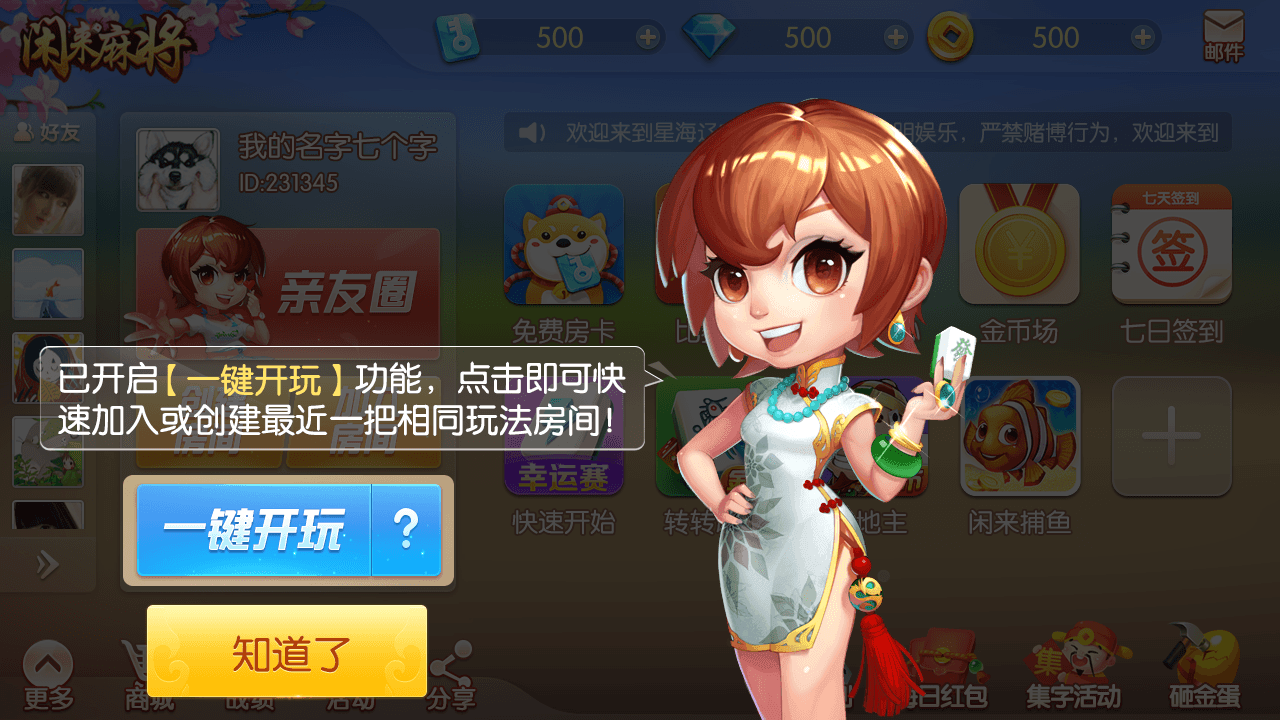 闲来麻将
500
500
500
邮件
好友
我的名字七个字
ID:231345
欢迎来到星海
明娱乐，严禁赌博行为，欢迎来到
亲友圈
七天签到
签
免费房卡
比
金币场
七日签到
已开启【一键开玩】功能，点击即可快
速加入或创建最近一把相同玩法房间！
房间
房间
發
幸运赛
快速开始
转转
地主
闲来捕鱼
一键开玩
?
知道了
更多
商城
战绩
活动
分享
每日红包
集
集字活动
砸金蛋